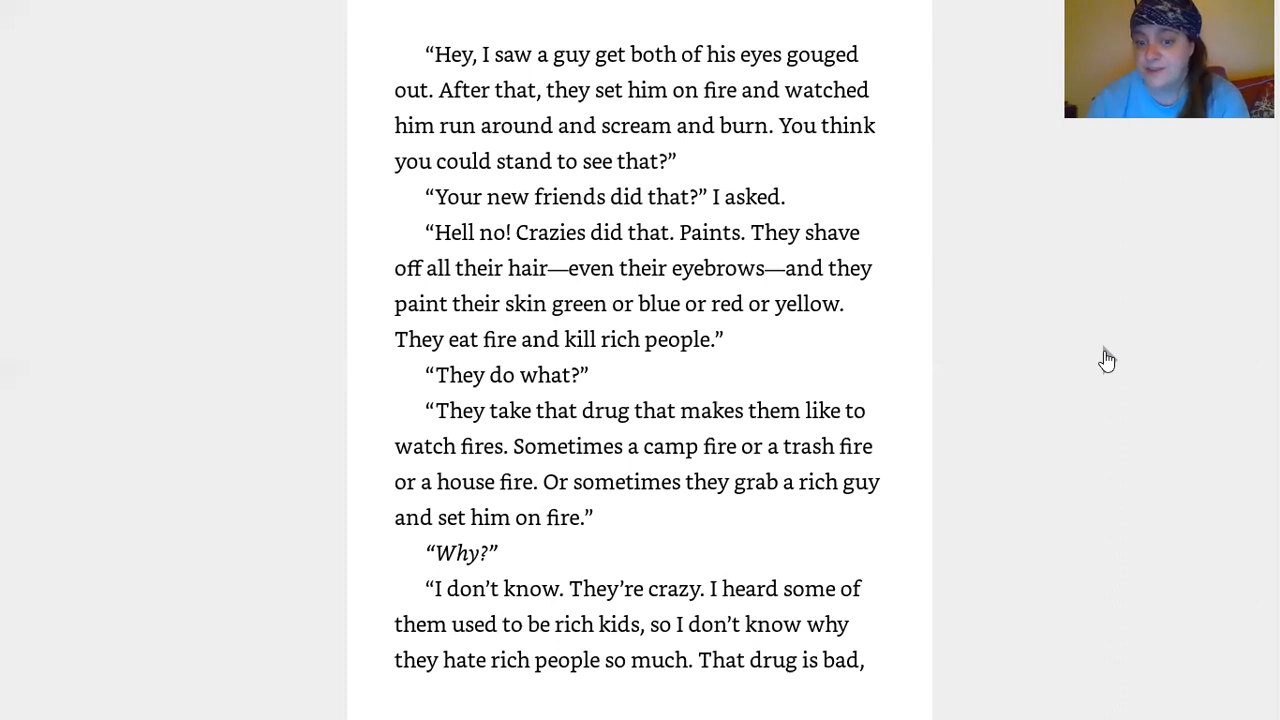 “Hey, I saw a guy get both of his eyes gouged
out. After that, they set him on fire and watched
him run around and scream and burn. You think
you could stand to see that?”
“Your new friends did that?” I asked.
“Hell no! Crazies did that. Paints. They shave
off all their hair—even their eyebrows—and they
paint their skin green or blue or red or yellow.
They eat fire and kill rich people.”
“They do what?”
“They take that drug that makes them like to
watch fires. Sometimes a camp fire or a trash fire
or a house fire. Or sometimes they grab a rich guy
and set him on fire.”
“Why?”
“I don’t know. They’re crazy. I heard some of
them used to be rich kids, so I don’t know why
they hate rich people so much. That drug is bad,